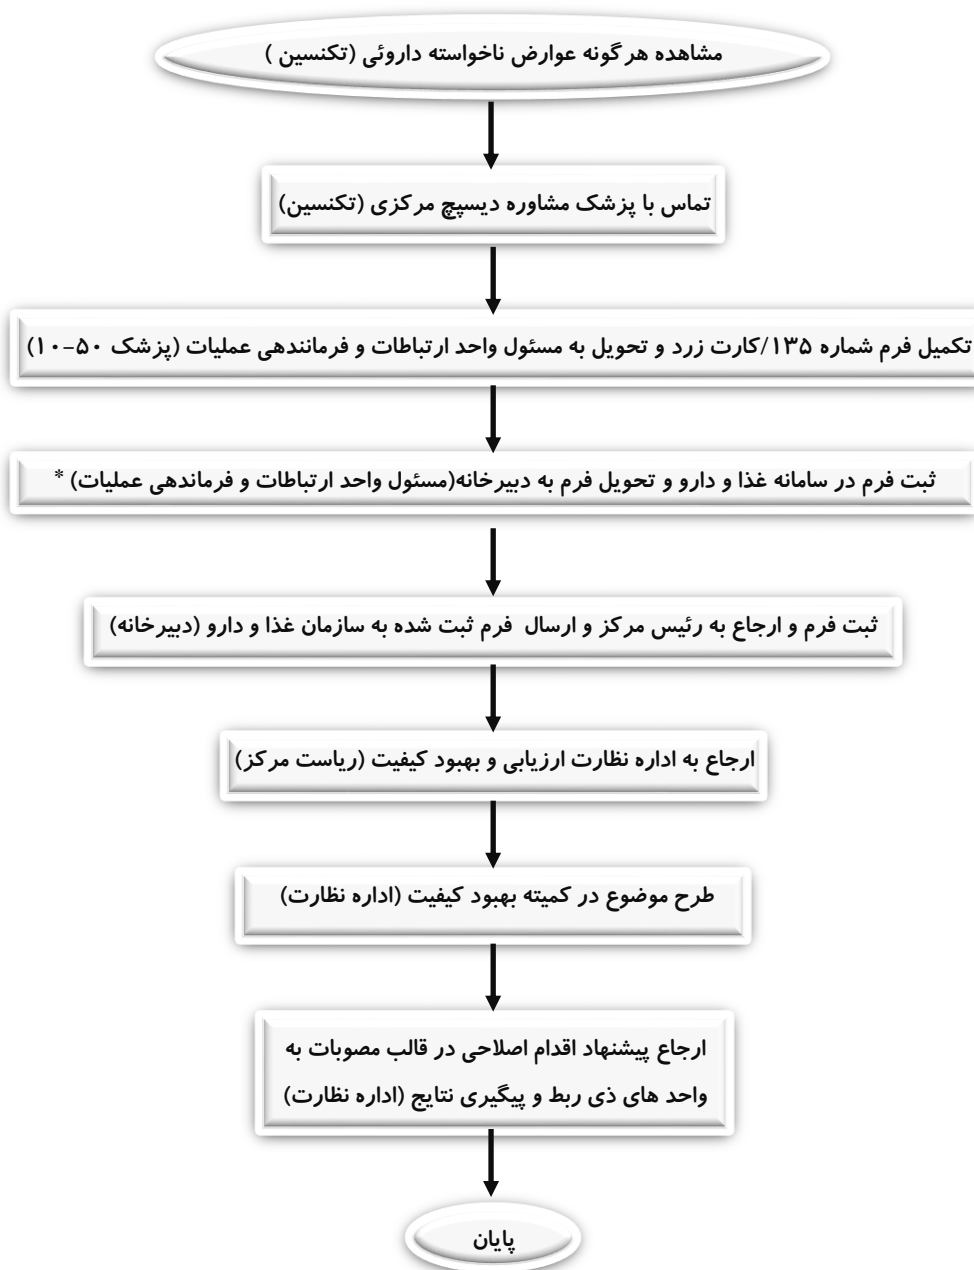 مشاهده هر گونه عوارض ناخواسته داروئی (تکنسین )
تماس با پزشک مشاوره دیسپچ مرکزی (تکنسین)
تکمیل فرم شماره ۱۳۵/کارت زرد و تحویل به مسئول واحد ارتباطات و فرمانندهی عملیات (پزشک ۵۰-۱۰)
ثبت فرم در سامانه غذا و دارو و تحویل فرم به دبیرخانه(مسئول واحد ارتباطات و فرماندهی عملیات) *
ثبت فرم و ارجاع به رئیس مرکز و ارسال فرم ثبت شده به سازمان غذا و دارو (دبیرخانه)
ارجاع به اداره نظارت ارزیابی و بهبود کیفیت (ریاست مرکز)
طرح موضوع در کمیته بهبود کیفیت (اداره نظارت)
ارجاع پیشنهاد اقدام اصلاحی در قالب مصوبات به
واحد های ذی ربط و پیگیری نتایج (اداره نظارت)
پایان